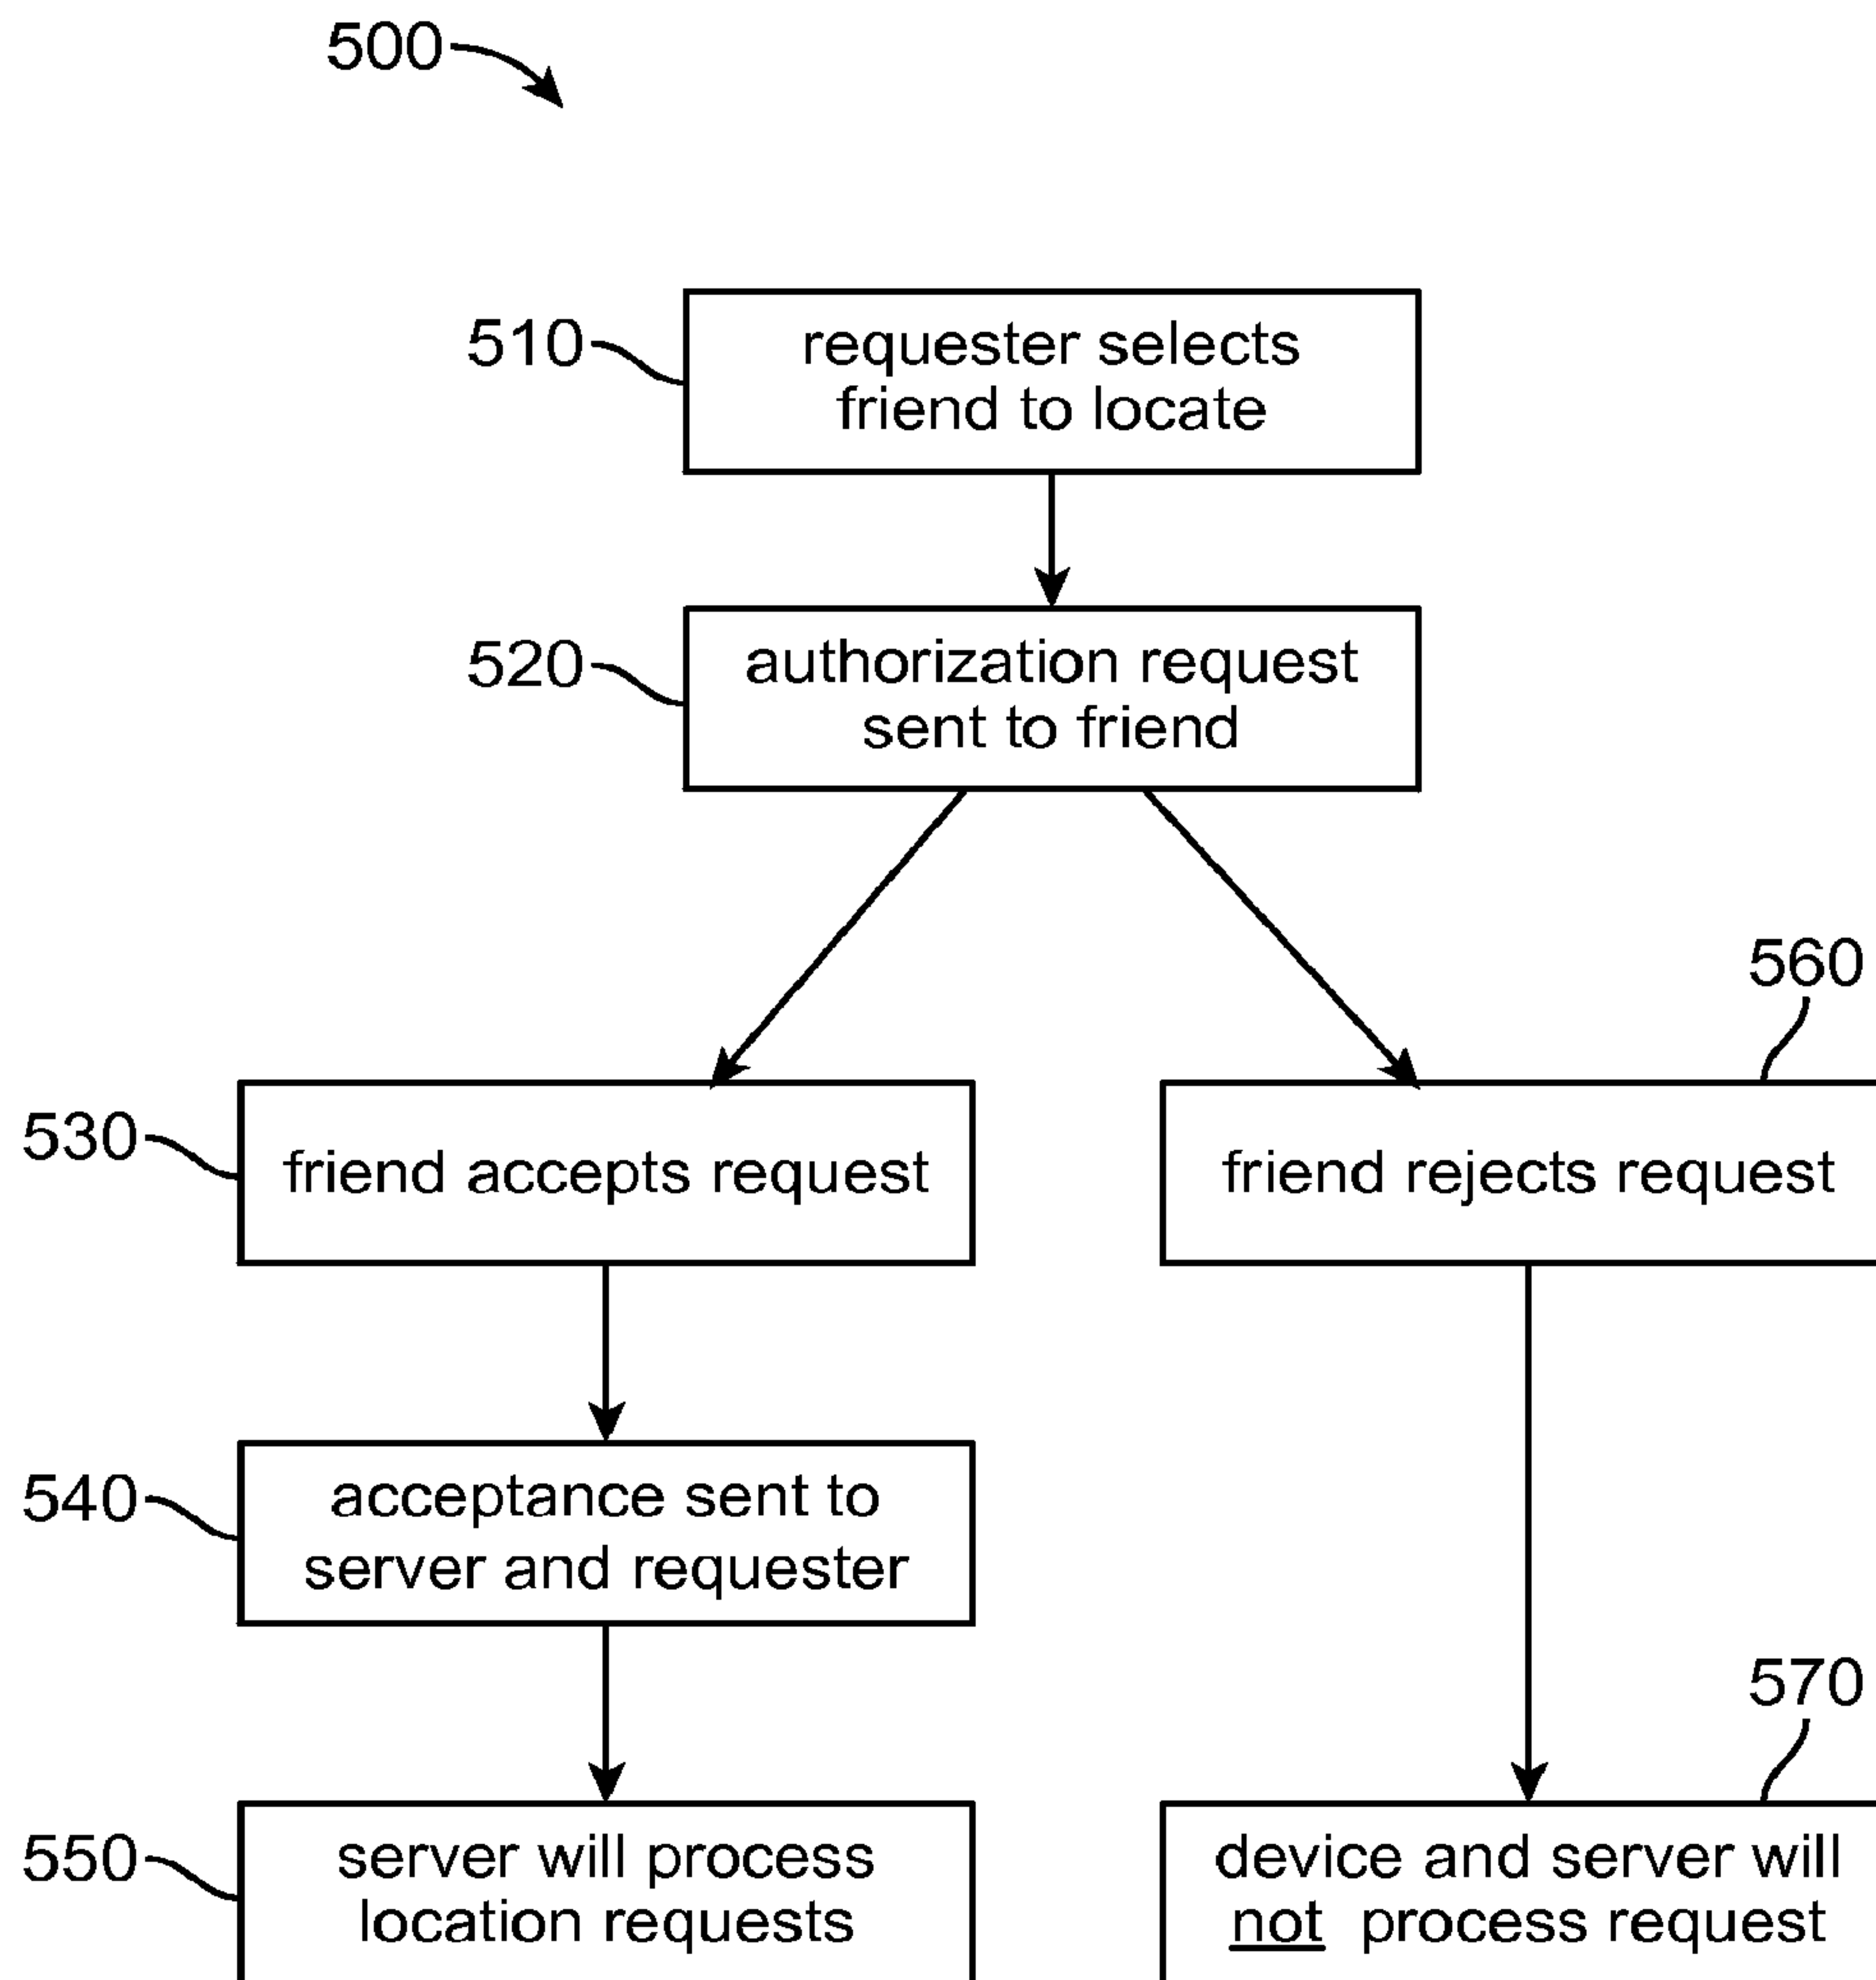 500
510
requester selects
friend to locate
520
authorization request
sent to friend
530
friend accepts request
560
friend rejects request
540
acceptance sent to
server and requester
550
server will process
location requests
570
device and server will
not process request